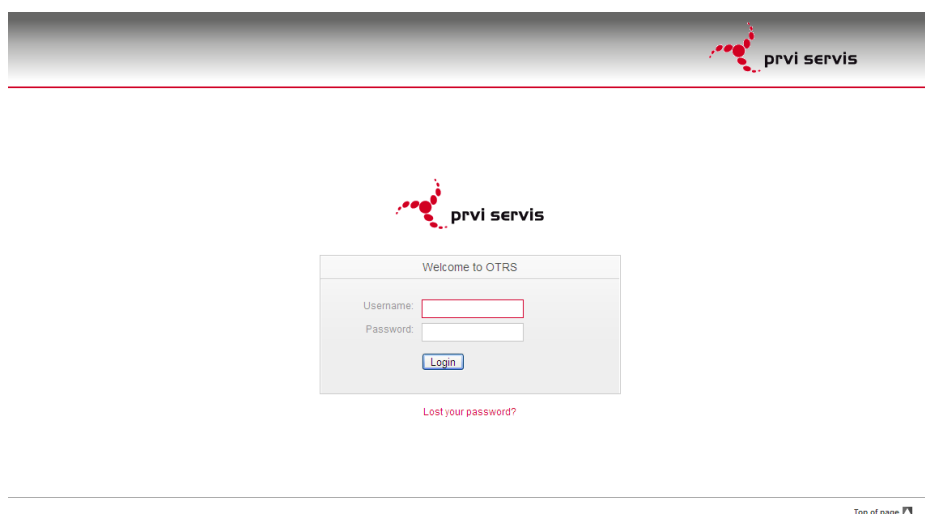 prvi servis
prvi servis
Welcome to OTRS
Username:
Password:
Login
Lost your password?
Top of page